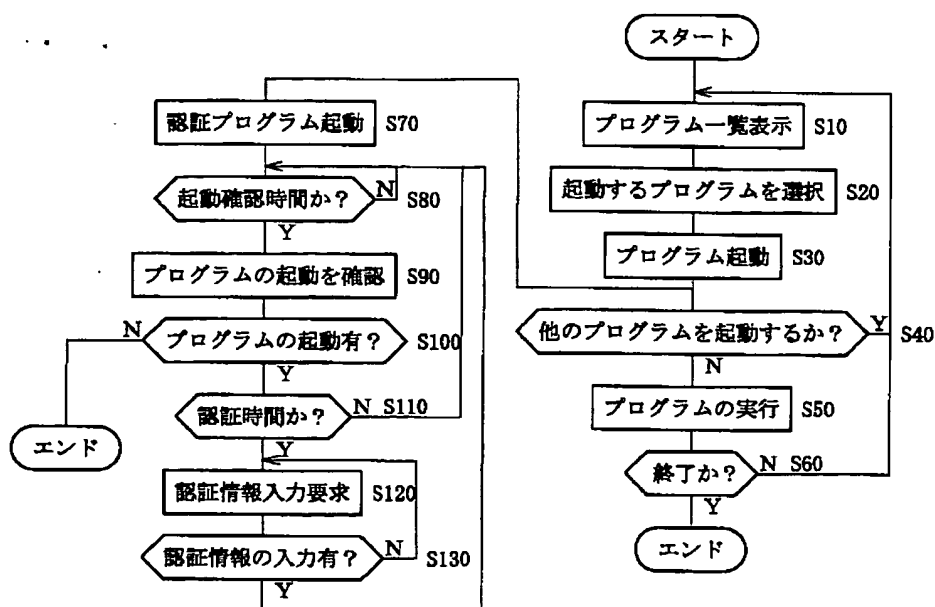 スタート
プログラム一覧表示 S10
起動するプログラムを選択 S20
プログラム起動 S30
他のプログラムを起動するか？ Y S40
N
プログラムの実行 S50
終了か？ N S60
Y
エンド
認証プログラム起動 S70
起動確認時間か？ N S80
Y
プログラムの起動を確認 S90
N プログラムの起動有？ S100
Y
エンド
認証時間か？ N S110
Y
認証情報入力要求 S120
認証情報の入力有？ N S130
Y